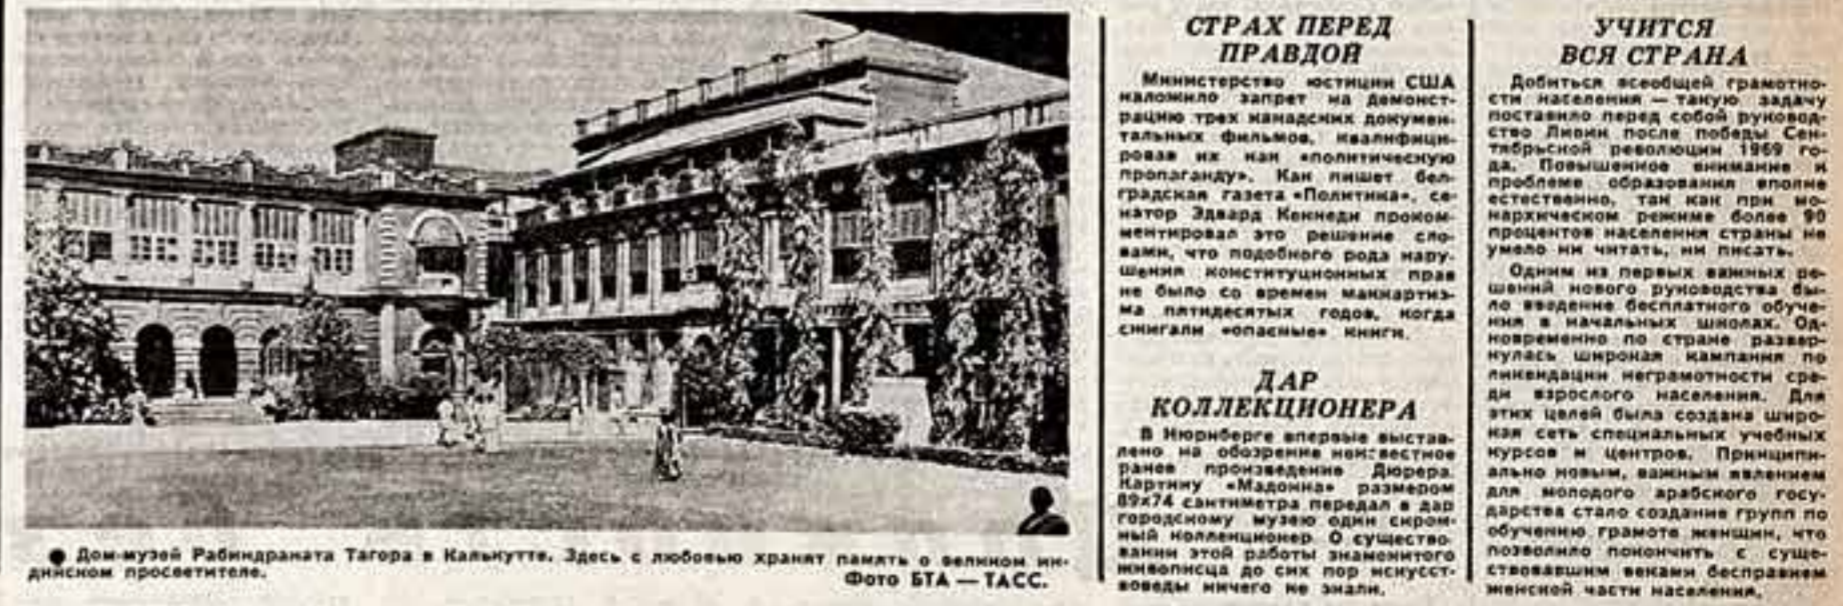 ● Дом-музей Рабиндраната Тагора в Калькутте. Здесь с любовью хранят память о великом ин-
дийском просветителе.
Фото БТА — ТАСС.
СТРАХ ПЕРЕД
ПРАВДОЙ
Министерство юстиции США
наложило запрет на демонст-
рацию трех канадских докумен-
тальных фильмов, квалифици-
ровав их как «политическую
пропаганду». Как пишет бел-
градская газета «Политика», се-
натор Эдвард Кеннеди проком-
ментировал это решение сло-
вами, что подобного рода нару-
шения конституционных прав
не было со времен маккартиз-
ма пятидесятых годов, когда
сжигали «опасные» книги.
ДАР
КОЛЛЕКЦИОНЕРА
В Нюрнберге впервые выстав-
лено на обозрение неизвестное
ранее произведение Дюрера.
Картину «Мадонна» размером
89х74 сантиметра передал в дар
городскому музею один скром-
ный коллекционер. О существо-
вании этой работы знаменитого
живописца до сих пор искусст-
воведы ничего не знали.
УЧИТСЯ
ВСЯ СТРАНА
Добиться всеобщей грамотно-
сти населения — такую задачу
поставило перед собой руковод-
ство Ливии после победы Сен-
тябрьской революции 1969 го-
да. Повышенное внимание к
проблеме образования вполне
естественно, так как при мо-
нархическом режиме более 90
процентов населения страны не
умело ни читать, ни писать.
Одним из первых важных ре-
шений нового руководства бы-
ло введение бесплатного обуче-
ния в начальных школах. Од-
новременно по стране развер-
нулась широкая кампания по
ликвидации неграмотности сре-
ди взрослого населения. Для
этих целей была создана широ-
кая сеть специальных учебных
курсов и центров. Принципи-
ально новым, важным явлением
для молодого арабского госу-
дарства стало создание групп по
обучению грамоте женщин, что
позволило покончить с суще-
ствовавшим веками бесправием
женской части населения.